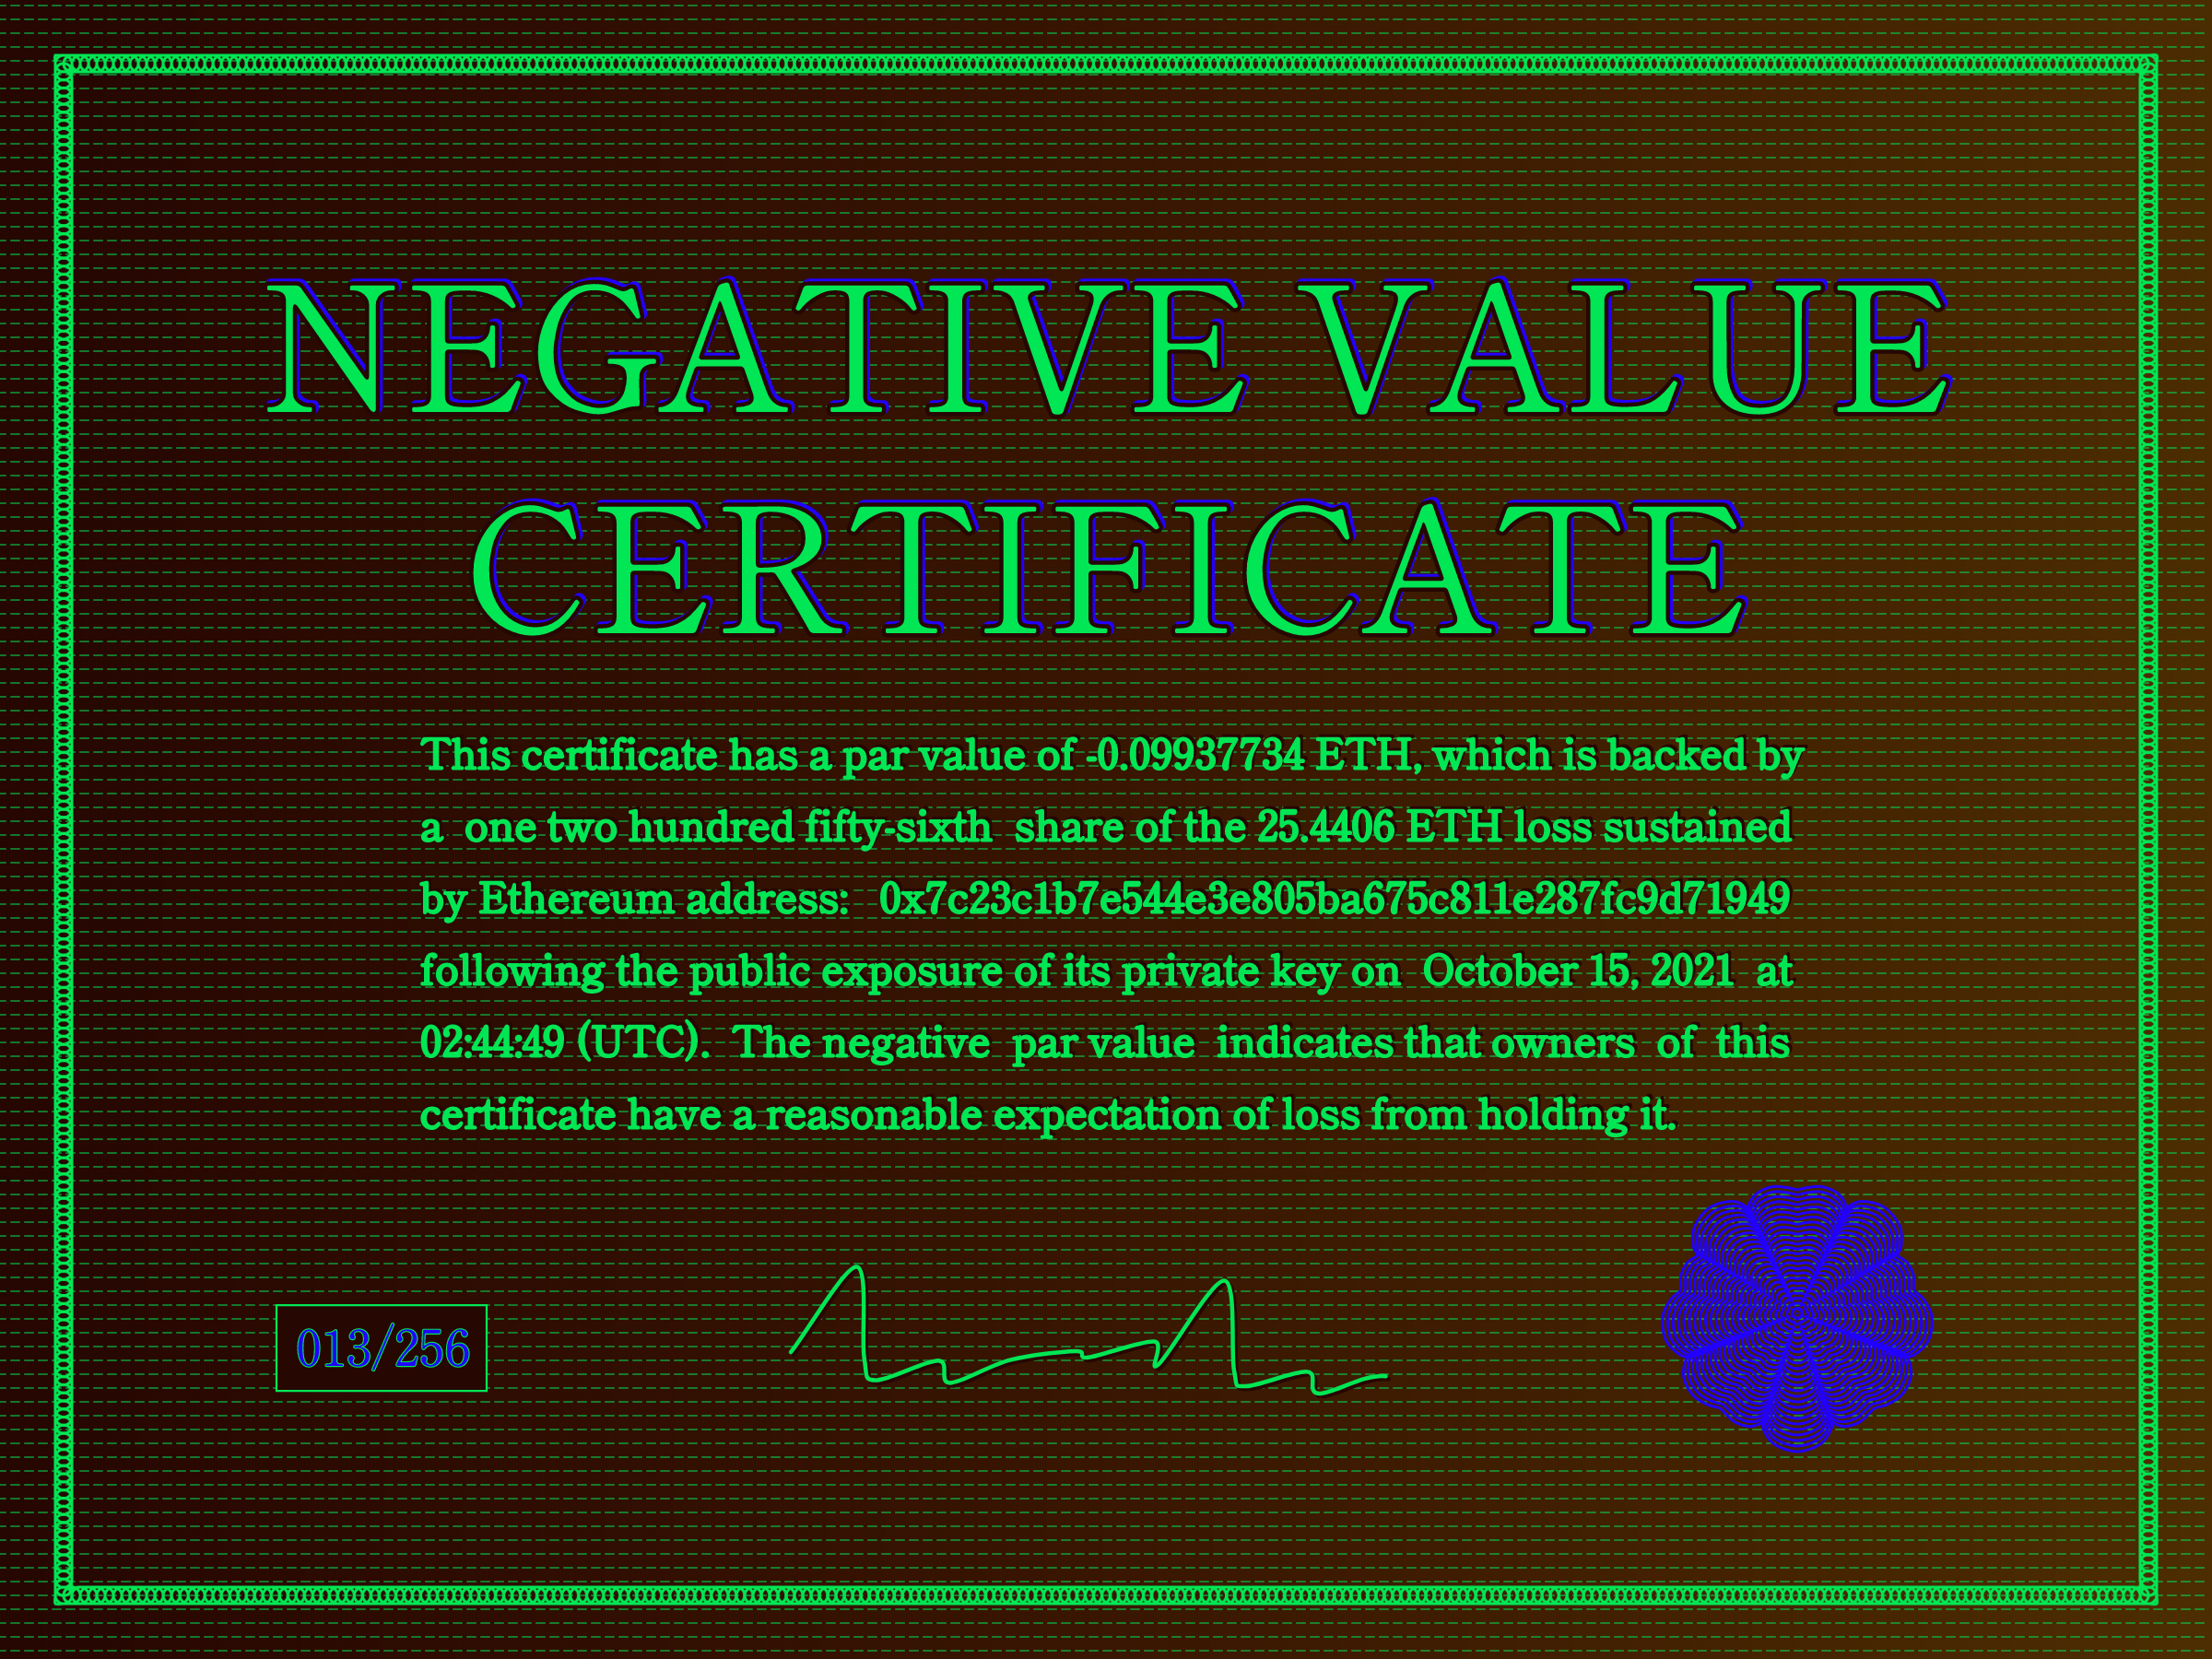 NEGATIVE VALUE
CERTIFICATE
This certificate has a par value of -0.09937734 ETH, which is backed by
a one two hundred fifty-sixth share of the 25.4406 ETH loss sustained
by Ethereum address: 0x7c23c1b7e544e3e805ba675c811e287fc9d71949
following the public exposure of its private key on October 15, 2021 at
02:44:49 (UTC). The negative par value indicates that owners of this
certificate have a reasonable expectation of loss from holding it.
013/256